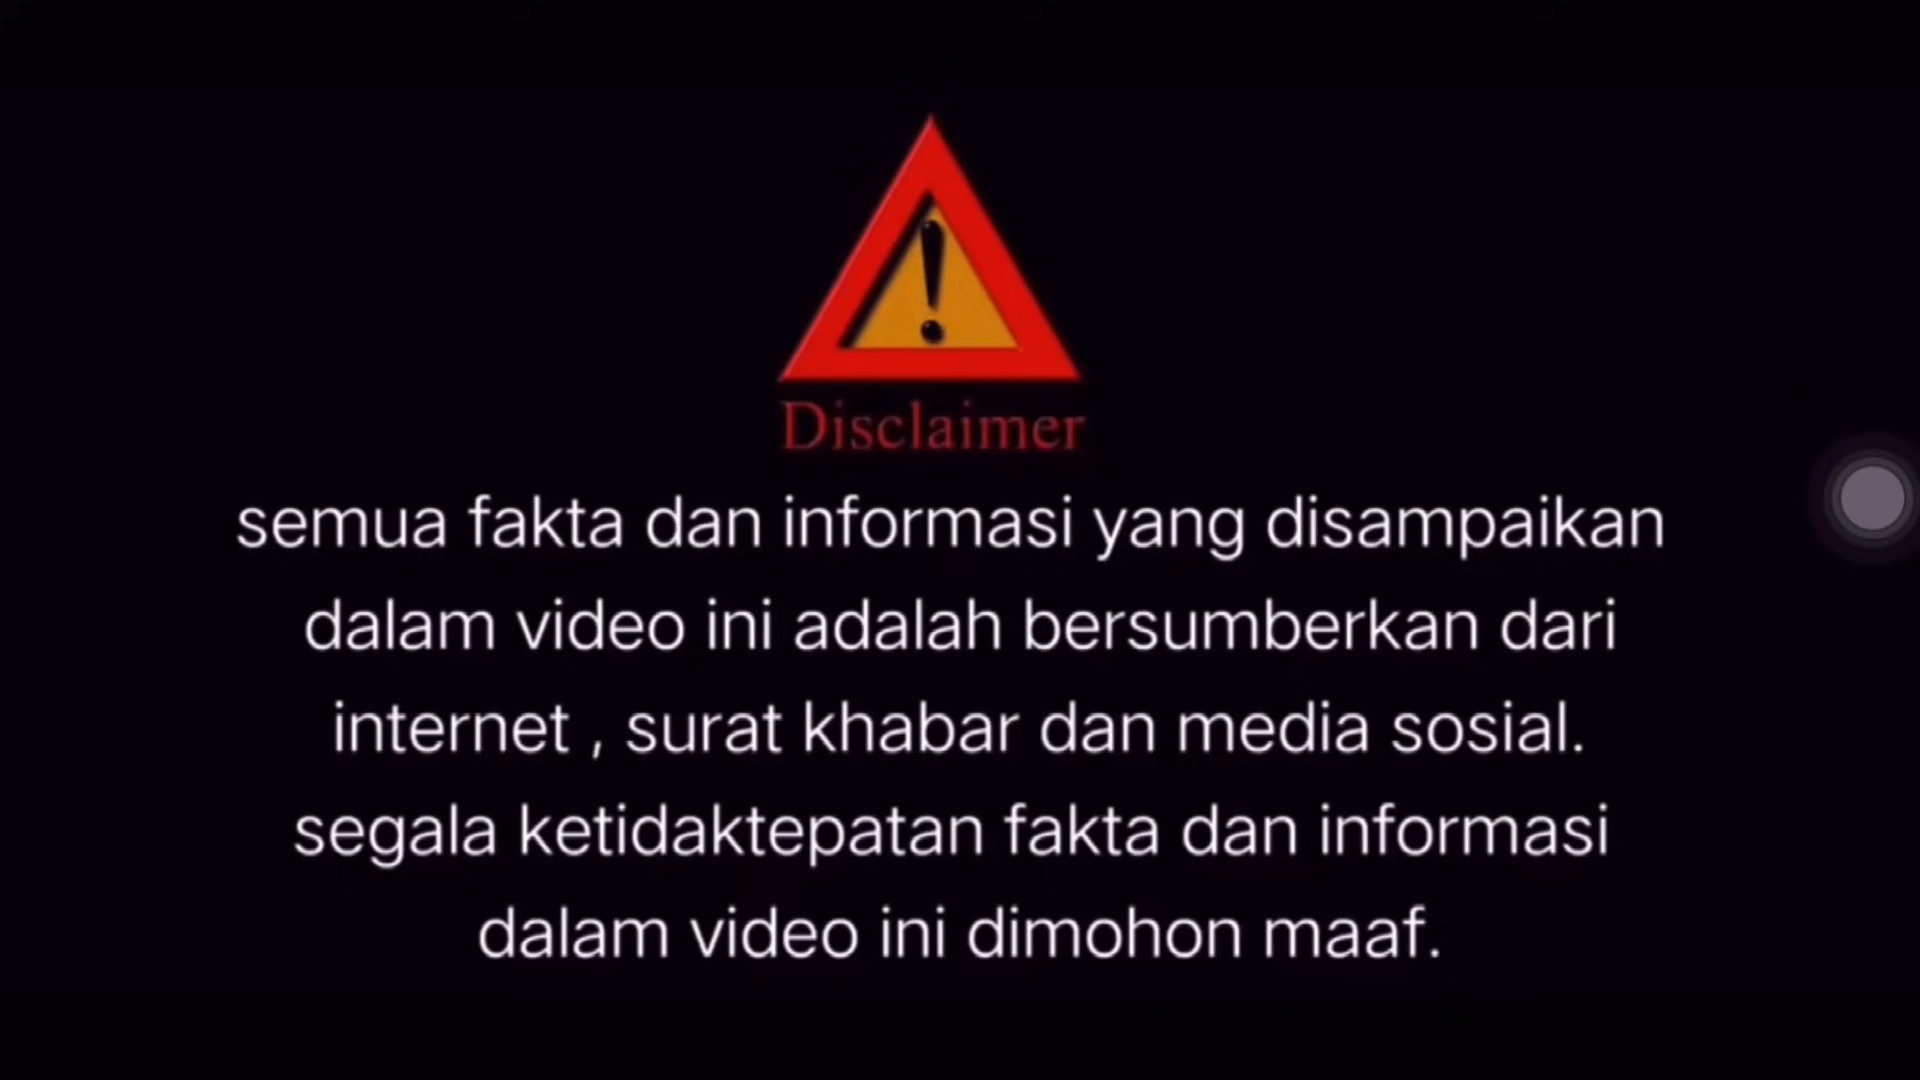 Disclaimer
semua fakta dan informasi yang disampaikan
dalam video ini adalah bersumberkan dari
internet , surat khabar dan media sosial.
segala ketidaktepatan fakta dan informasi
dalam video ini dimohon maaf.